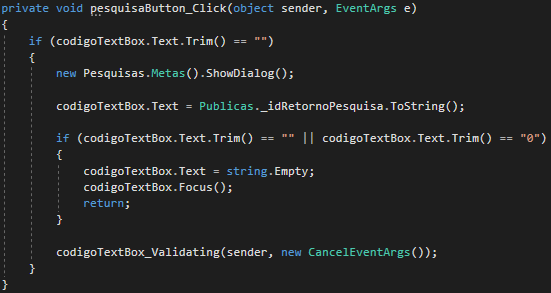 private void pesquisaButton_Click(object sender, EventArgs e)
{
    if (codigoTextBox.Text.Trim() == "")
    {
        new Pesquisas.Metas().ShowDialog();

        codigoTextBox.Text = Publicas._idRetornoPesquisa.ToString();

        if (codigoTextBox.Text.Trim() == "" || codigoTextBox.Text.Trim() == "0")
        {
            codigoTextBox.Text = string.Empty;
            codigoTextBox.Focus();
            return;
        }

        codigoTextBox_Validating(sender, new CancelEventArgs());
    }
}